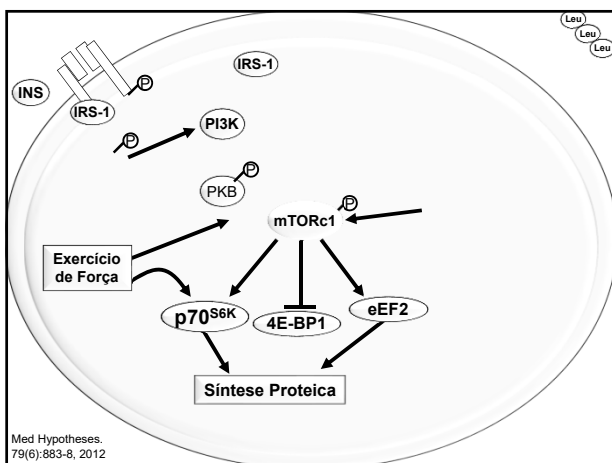 Leu
Leu
Leu
IRS-1
INS
IRS-1
P
P
PI3K
P
PKB
P
mTORc1
Exercício
de Força
p70S6K
4E-BP1
eEF2
Síntese Proteica
Med Hypotheses.
79(6):883-8, 2012